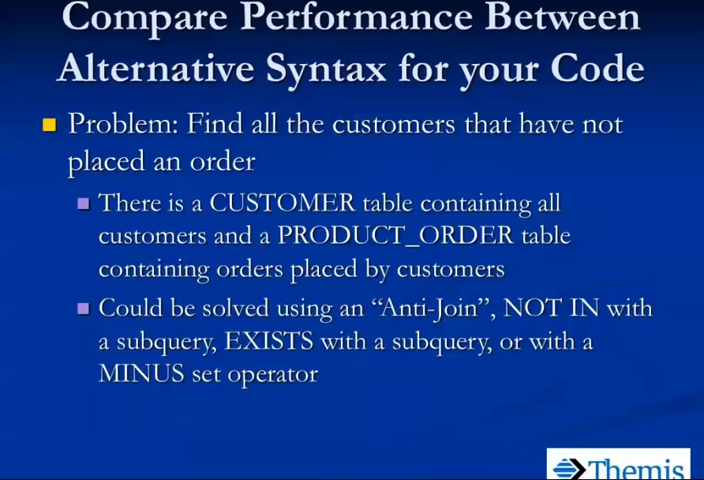 Compare Performance Between
Alternative Syntax for your Code
Problem: Find all the customers that have not
placed an order
There is a CUSTOMER table containing all
customers and a PRODUCT_ORDER table
containing orders placed by customers
Could be solved using an “Anti-Join”, NOT IN with
a subquery, EXISTS with a subquery, or with a
MINUS set operator
Themis